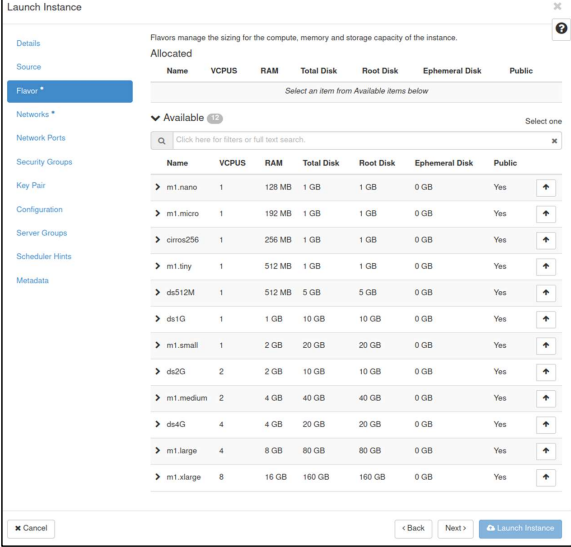 Launch Instance
Details
Source
Flavor *
Networks *
Network Ports
Security Groups
Key Pair
Configuration
Server Groups
Scheduler Hints
Metadata
Flavors manage the sizing for the compute, memory and storage capacity of the instance.
Allocated
Name VCPUS RAM Total Disk Root Disk Ephemeral Disk Public
Select an item from Available items below
Available 12 Select one
Click here for filters or full text search.
Name VCPUS RAM Total Disk Root Disk Ephemeral Disk Public
m1.nano 1 128 MB 1 GB 1 GB 0 GB Yes
m1.micro 1 192 MB 1 GB 1 GB 0 GB Yes
cirros256 1 256 MB 1 GB 1 GB 0 GB Yes
m1.tiny 1 512 MB 1 GB 1 GB 0 GB Yes
ds512M 1 512 MB 5 GB 5 GB 0 GB Yes
ds1G 1 1 GB 10 GB 10 GB 0 GB Yes
m1.small 1 2 GB 20 GB 20 GB 0 GB Yes
ds2G 2 2 GB 10 GB 10 GB 0 GB Yes
m1.medium 2 4 GB 40 GB 40 GB 0 GB Yes
ds4G 4 4 GB 20 GB 20 GB 0 GB Yes
m1.large 4 8 GB 80 GB 80 GB 0 GB Yes
m1.xlarge 8 16 GB 160 GB 160 GB 0 GB Yes
× Cancel < Back Next > Launch Instance